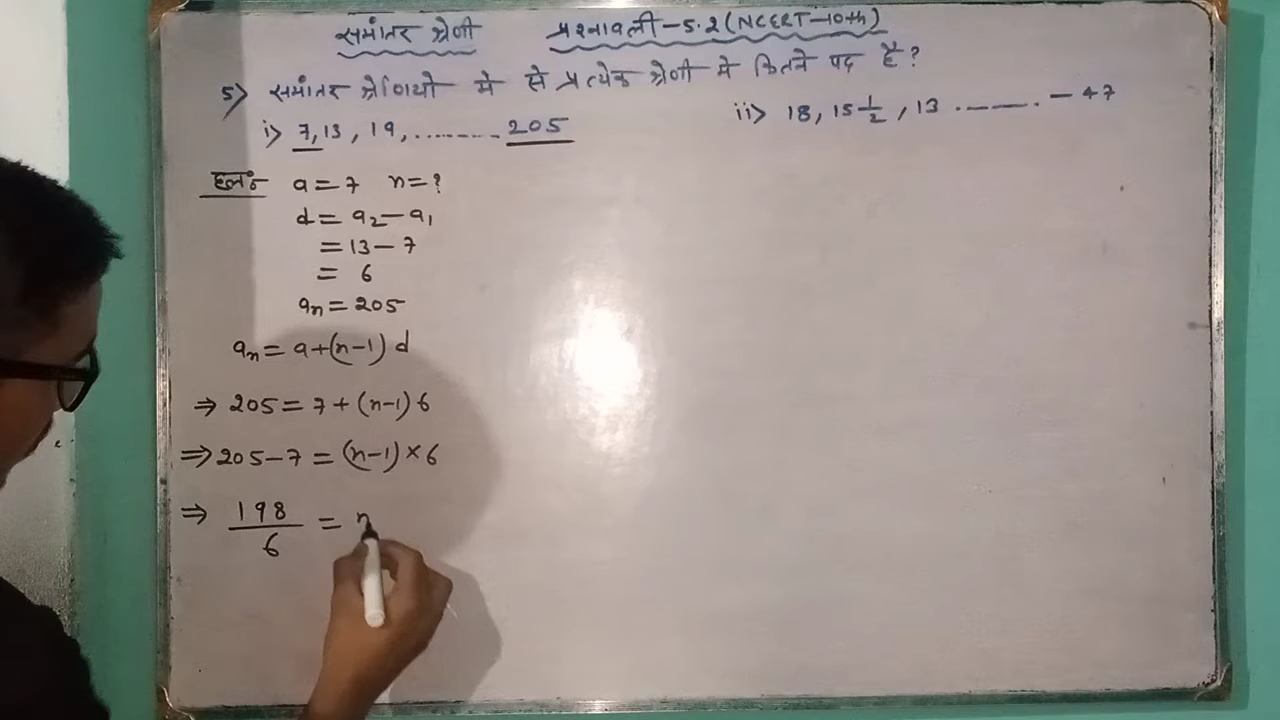 समांतर श्रेणी प्रश्नावली-5.2 (NCERT-10th)
5> समांतर श्रेणियों मे से प्रत्येक श्रेणी मे कितने पद है?
i> 7, 13, 19, ......... 205
ii> 18, 15 1/2, 13 ------. - 47
हलः- a = 7 n = ?
d = a₂ - a₁
= 13 - 7
= 6
aₙ = 205
aₙ = a + (n-1) d
⇒ 205 = 7 + (n-1) 6
⇒ 205 - 7 = (n-1) × 6
⇒ 198/6 = n